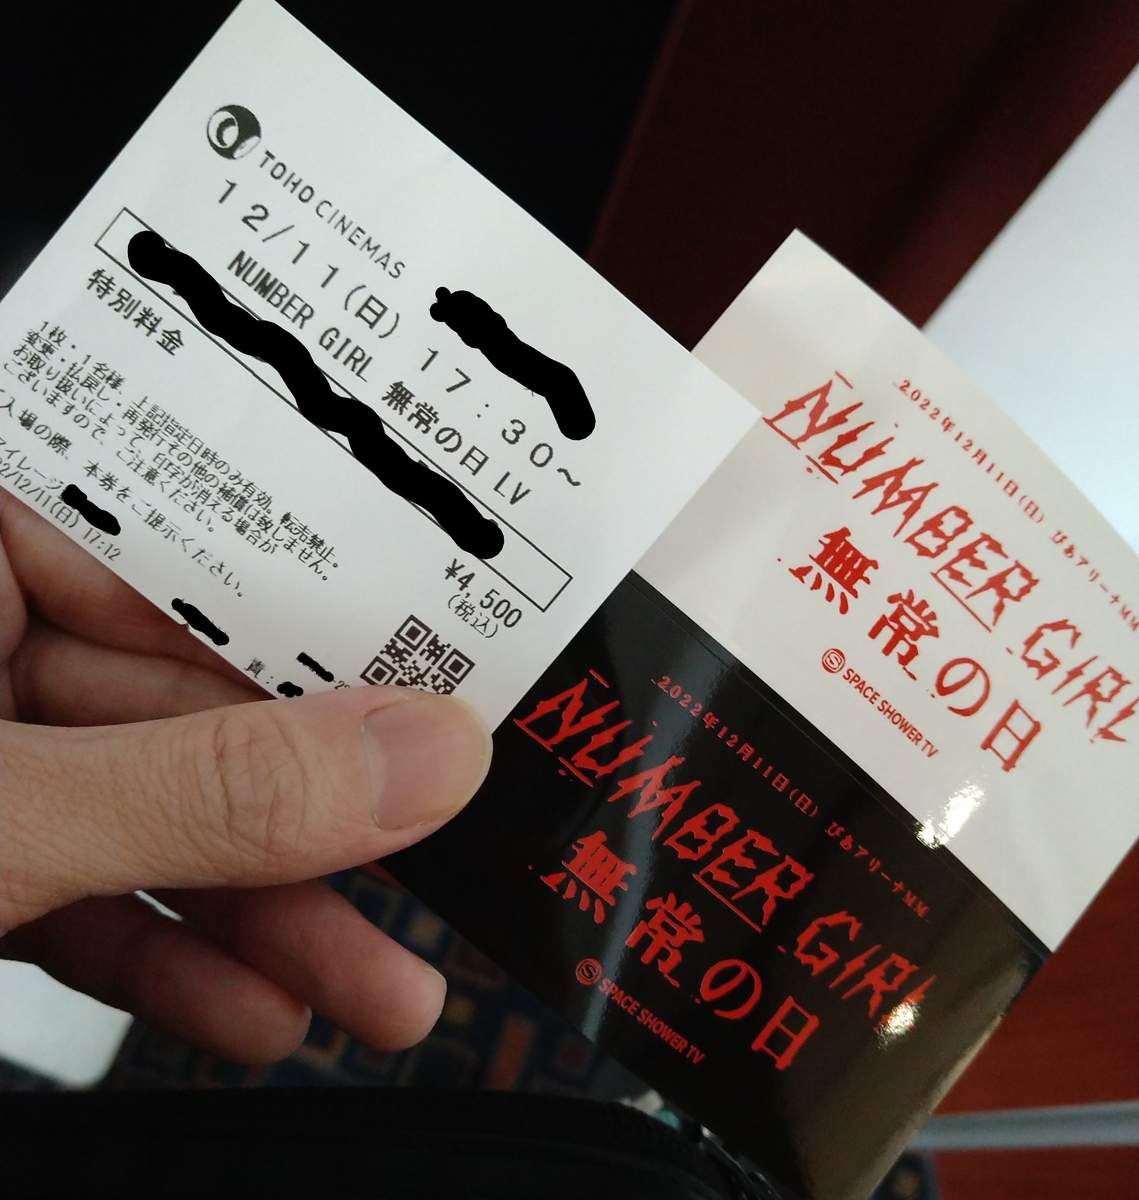 TOHO CINEMAS
12/11(日) 17:30~
NUMBER GIRL 無常の日 LV
特別料金
¥4,500
(税込)
1枚・1名様、上記指定日時のみ有効。転売禁止。
変更・払戻し・再発行その他の補償は致しません。
お取り扱いによって、印字が消える場合が
ございますので、ご注意ください。
入場の際、本券をご提示ください。
マイレージ
/12/11(日) 17:12
責:
2022年12月11日(日) ぴあアリーナMM
NUMBER GIRL
無常の日
SPACE SHOWER TV
2022年12月11日(日) ぴあアリーナMM
NUMBER GIRL
無常の日
SPACE SHOWER TV